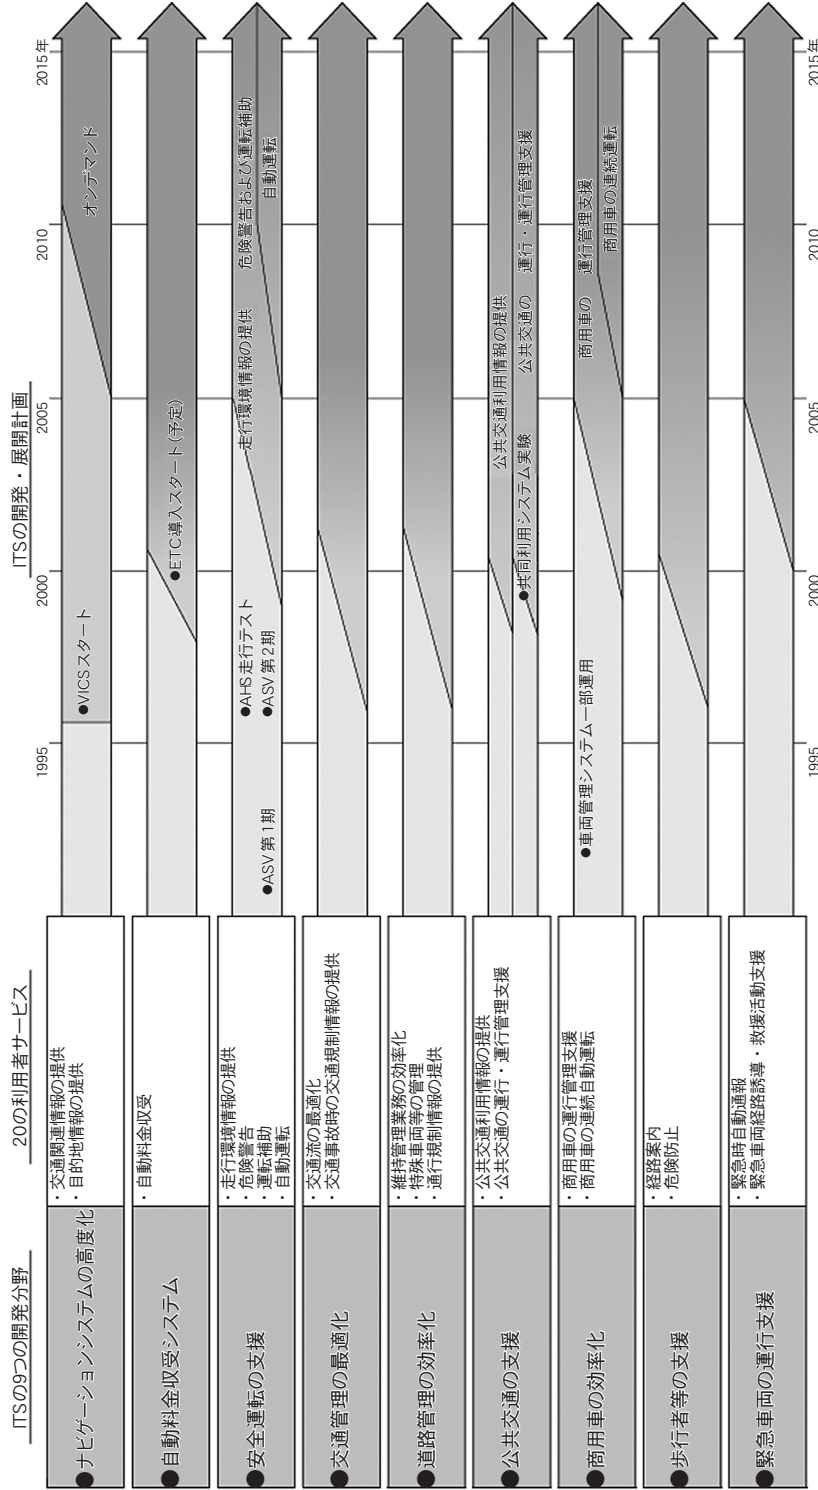 ITSの9つの開発分野
20の利用者サービス
ITSの開発・展開計画
1995
2000
2005
2010
2015年
●ナビゲーションシステムの高度化
・交通関連情報の提供
・目的地情報の提供
●VICSスタート
オンデマンド
●自動料金収受システム
・自動料金収受
●ETC導入スタート(予定)
●安全運転の支援
・走行環境情報の提供
・危険警告
・運転補助
・自動運転
●ASV第1期
●AHS走行テスト
●ASV第2期
走行環境情報の提供
危険警告および運転補助
自動運転
●交通管理の最適化
・交通流の最適化
・交通事故時の交通規制情報の提供
●道路管理の効率化
・維持管理業務の効率化
・特殊車両等の管理
・通行規制情報の提供
●公共交通の支援
・公共交通利用情報の提供
・公共交通の運行・運行管理支援
公共交通利用情報の提供
●共同利用システム実験
公共交通の 運行・運行管理支援
●商用車の効率化
・商用車の運行管理支援
・商用車の連続自動運転
●車両管理システム一部運用
商用車の 運行管理支援
商用車の連続運転
●歩行者等の支援
・経路案内
・危険防止
●緊急車両の運行支援
・緊急時自動通報
・緊急車両経路誘導・救援活動支援
1995
2000
2005
2010
2015年